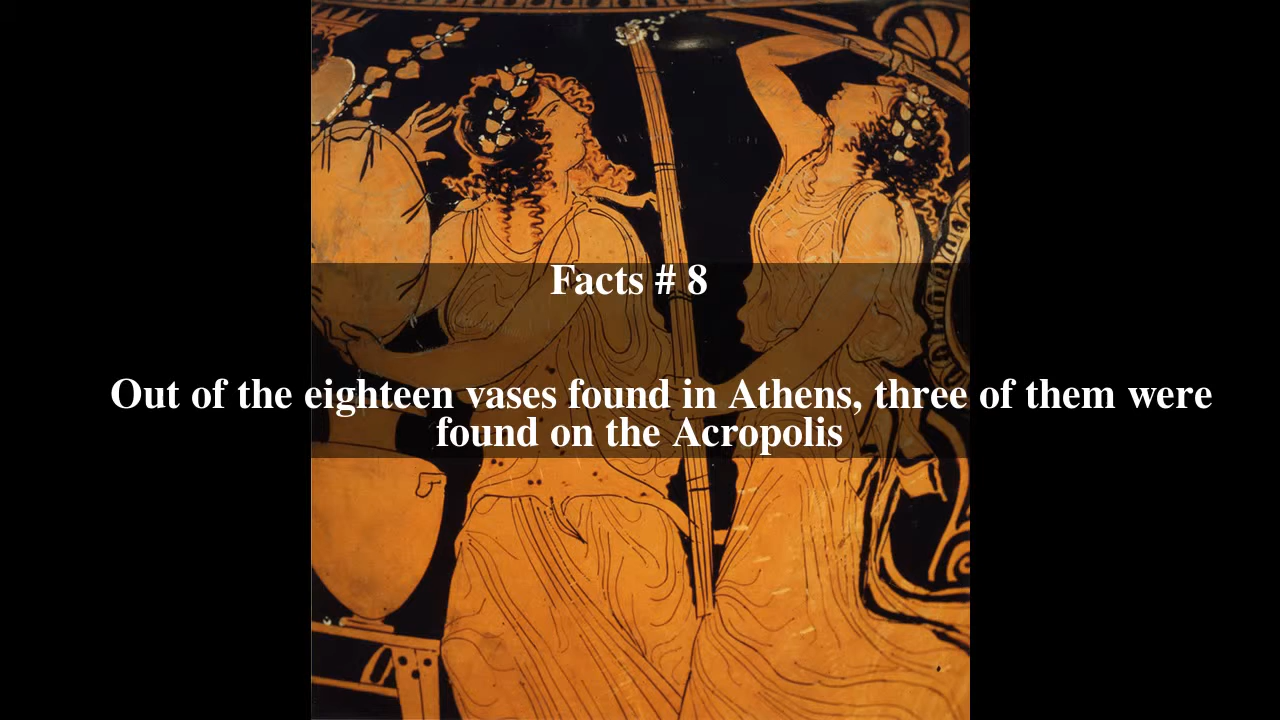 Facts # 8
Out of the eighteen vases found in Athens, three of them were
found on the Acropolis